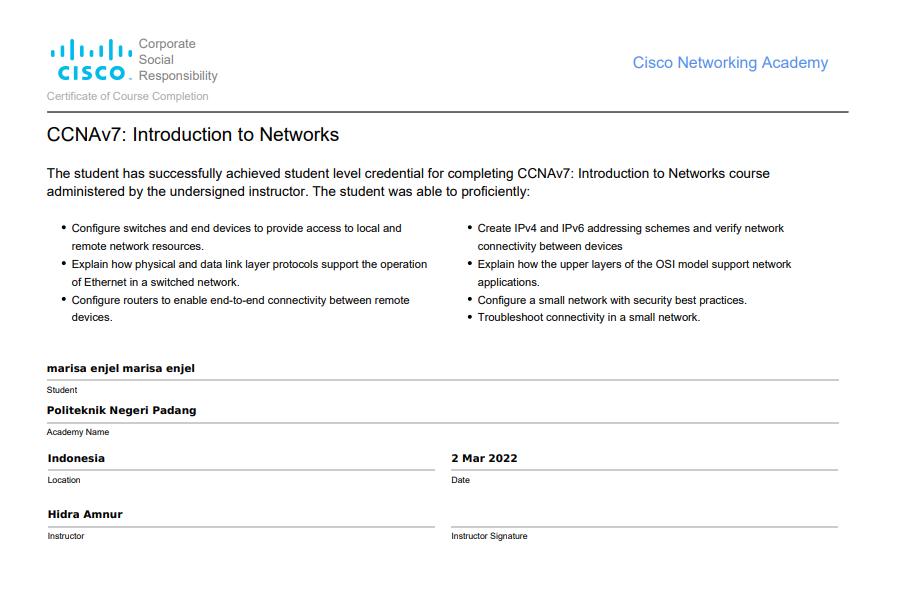 Corporate
Social
Responsibility
CISCO
Cisco Networking Academy
Certificate of Course Completion
CCNAv7: Introduction to Networks
The student has successfully achieved student level credential for completing CCNAv7: Introduction to Networks course
administered by the undersigned instructor. The student was able to proficiently:
• Configure switches and end devices to provide access to local and
remote network resources.
• Explain how physical and data link layer protocols support the operation
of Ethernet in a switched network.
• Configure routers to enable end-to-end connectivity between remote
devices.
• Create IPv4 and IPv6 addressing schemes and verify network
connectivity between devices
• Explain how the upper layers of the OSI model support network
applications.
• Configure a small network with security best practices.
• Troubleshoot connectivity in a small network.
marisa enjel marisa enjel
Student
Politeknik Negeri Padang
Academy Name
Indonesia
Location
2 Mar 2022
Date
Hidra Amnur
Instructor
Instructor Signature